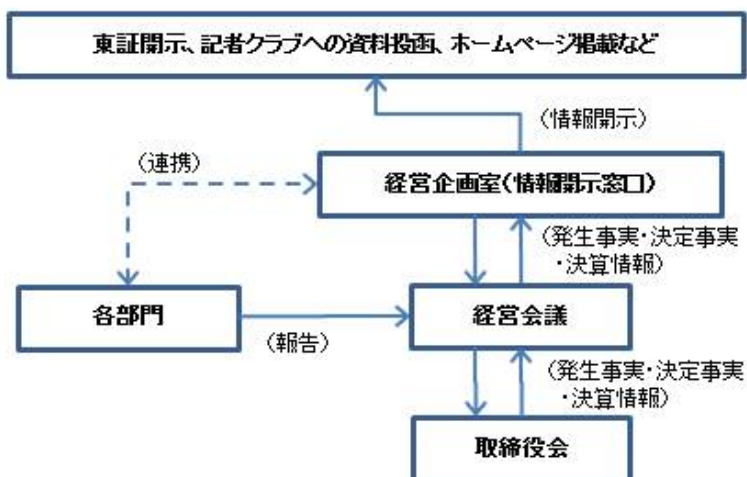 東証開示、記者クラブへの資料投函、ホームページ掲載など
（情報開示）
（連携）
経営企画室（情報開示窓口）
（発生事実・決定事実
・決算情報）
各部門
（報告）
経営会議
（発生事実・決定事実
・決算情報）
取締役会